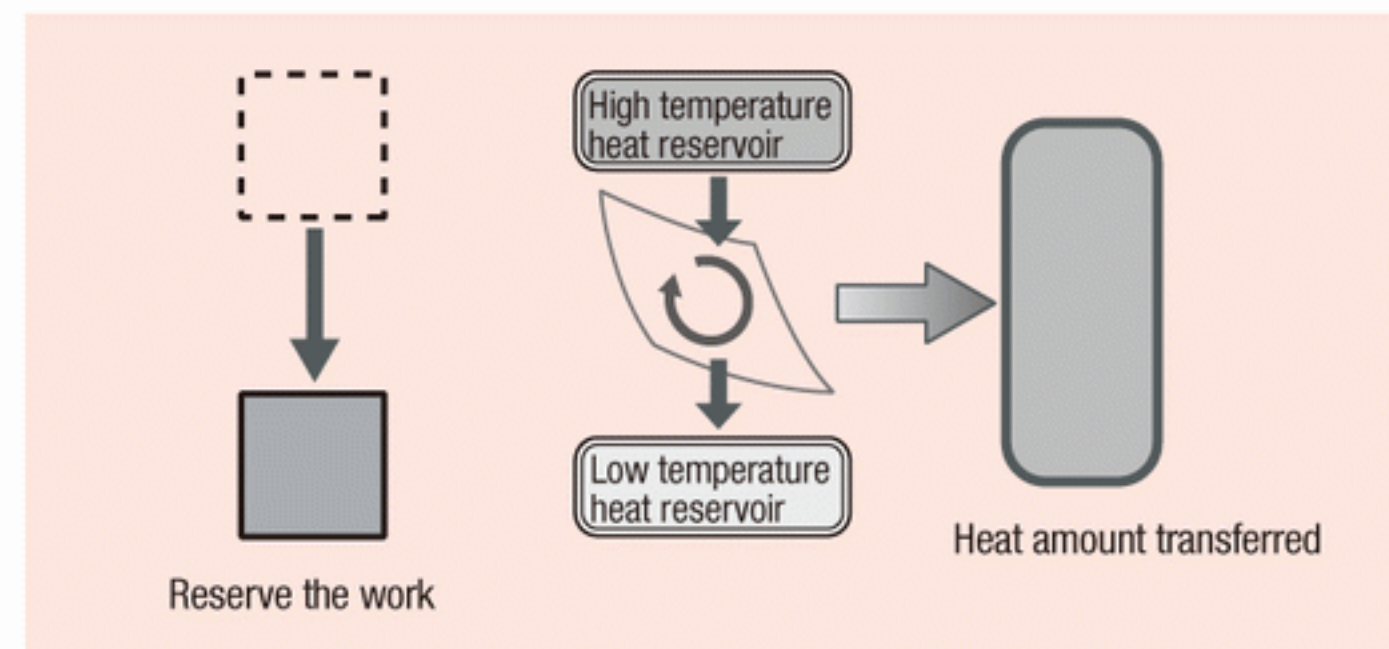 High temperature
heat reservoir
Low temperature
heat reservoir
Heat amount transferred
Reserve the work